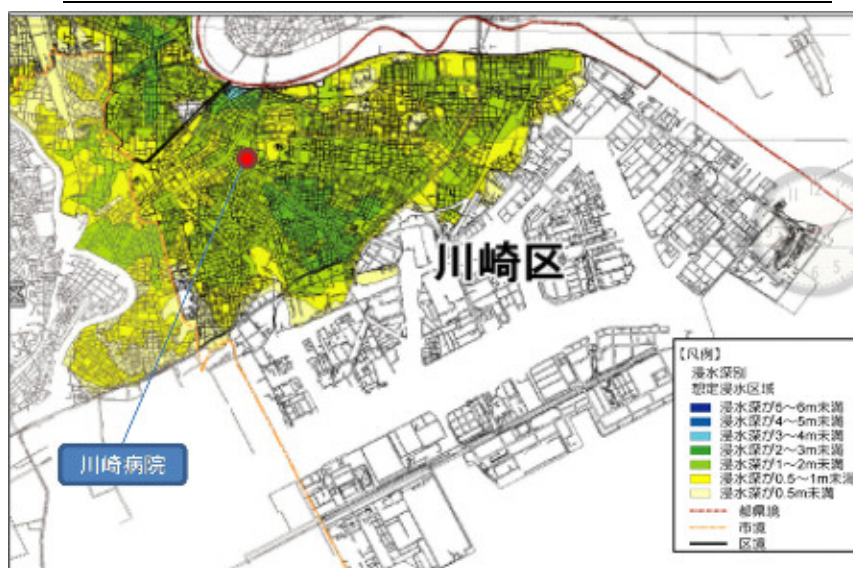 川崎区
川崎病院
【凡例】
浸水深別
想定浸水区域
浸水深が5～6m未満
浸水深が4～5m未満
浸水深が3～4m未満
浸水深が2～3m未満
浸水深が1～2m未満
浸水深が0.5～1m未満
浸水深が0.5m未満
都県境
市境
区境